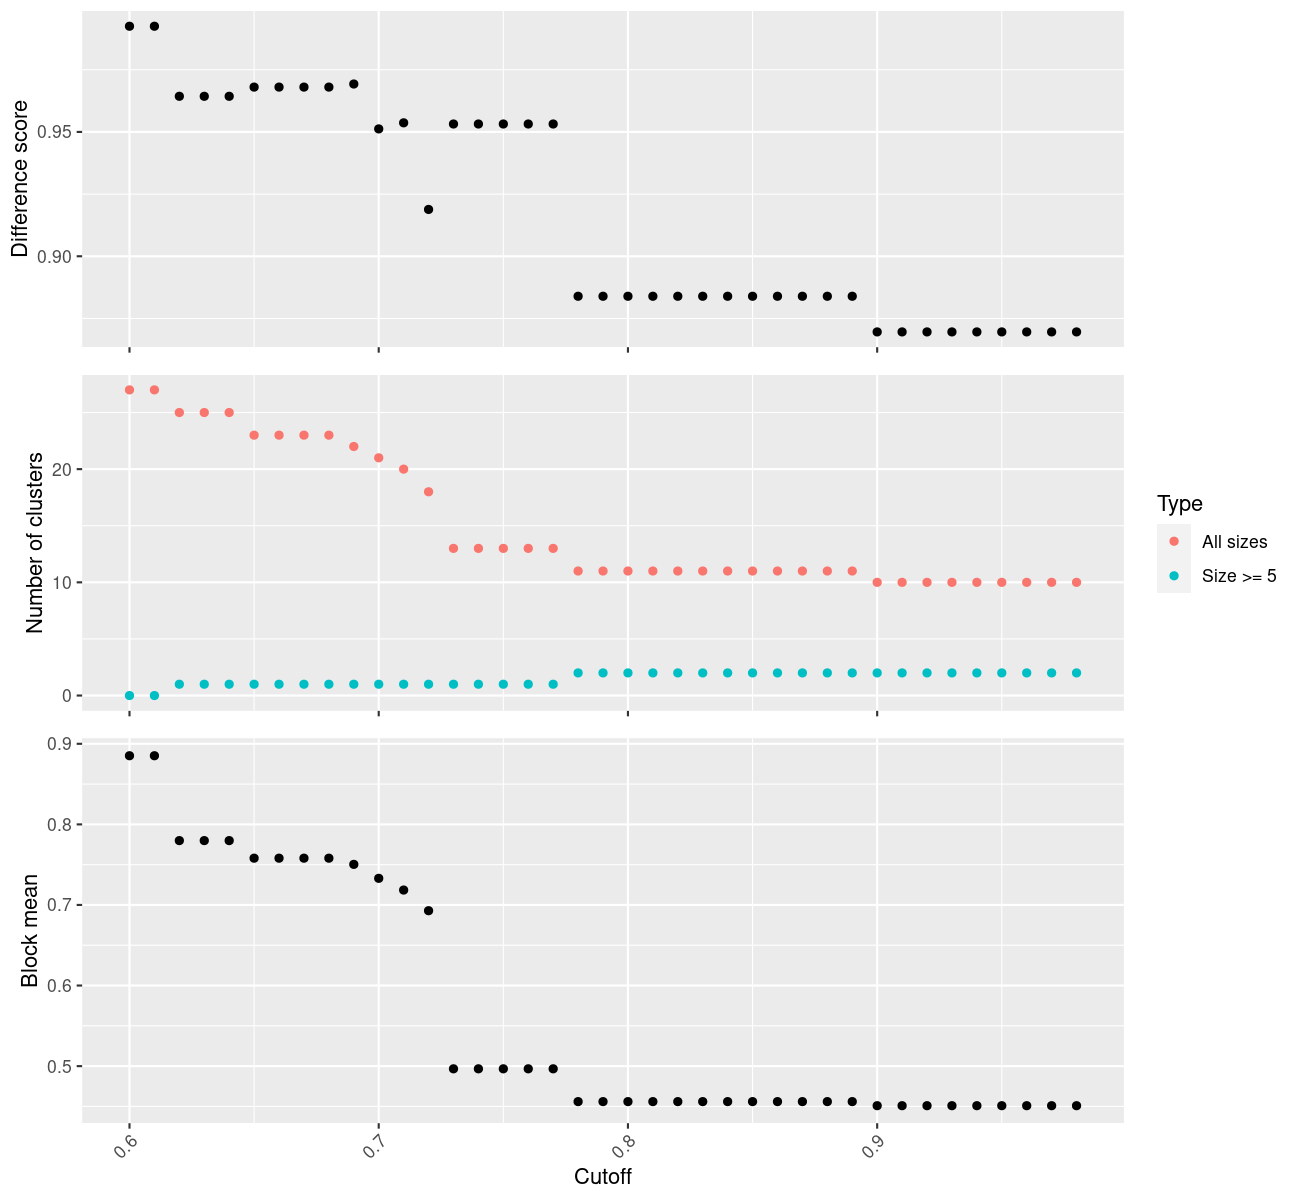 Difference score
0.95
0.90
Number of clusters
20
10
0
Type
All sizes
Size >= 5
Block mean
0.9
0.8
0.7
0.6
0.5
0.6
0.7
0.8
0.9
Cutoff